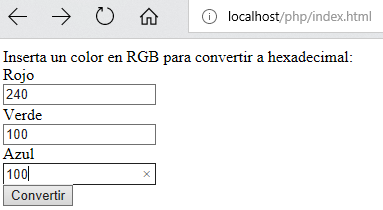 localhost/php/index.html
Inserta un color en RGB para convertir a hexadecimal:
Rojo
240
Verde
100
Azul
100
Convertir